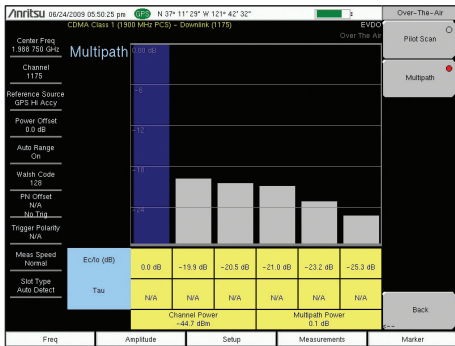 Anritsu 06/24/2009 05:50:25 pm GPS N 37° 11' 29" W 121° 42' 32"
Over-The-Air
CDMA Class 1 (1900 MHz PCS) - Downlink (1175)
EVDO
Over The Air
Center Freq
1.988 750 GHz
Channel
1175
Reference Source
GPS Hi Accy
Power Offset
0.0 dB
Auto Range
On
Walsh Code
128
PN Offset
N/A
No Trig
Trigger Polarity
N/A
Meas Speed
Normal
Slot Type
Auto Detect
Multipath
0.00 dB
-6
-12
-18
-24
Ec/Io (dB) 0.0 dB -19.9 dB -20.5 dB -21.0 dB -23.2 dB -25.3 dB
Tau N/A N/A N/A N/A N/A N/A
Channel Power
-44.7 dBm
Multipath Power
0.1 dB
Pilot Scan
Multipath
Back
<--
Freq Amplitude Setup Measurements Marker